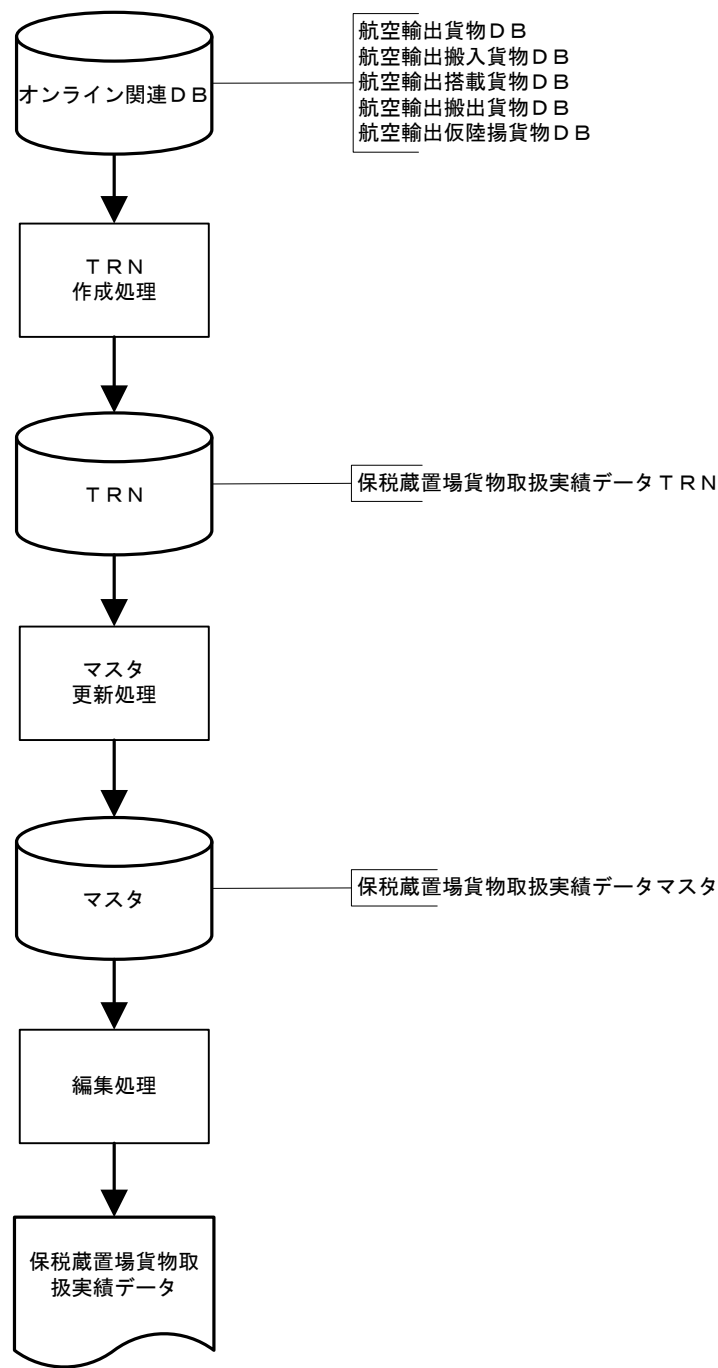 オンライン関連ＤＢ
航空輸出貨物ＤＢ
航空輸出搬入貨物ＤＢ
航空輸出搭載貨物ＤＢ
航空輸出搬出貨物ＤＢ
航空輸出仮陸揚貨物ＤＢ
ＴＲＮ
作成処理
ＴＲＮ
保税蔵置場貨物取扱実績データＴＲＮ
マスタ
更新処理
マスタ
保税蔵置場貨物取扱実績データマスタ
編集処理
保税蔵置場貨物取
扱実績データ